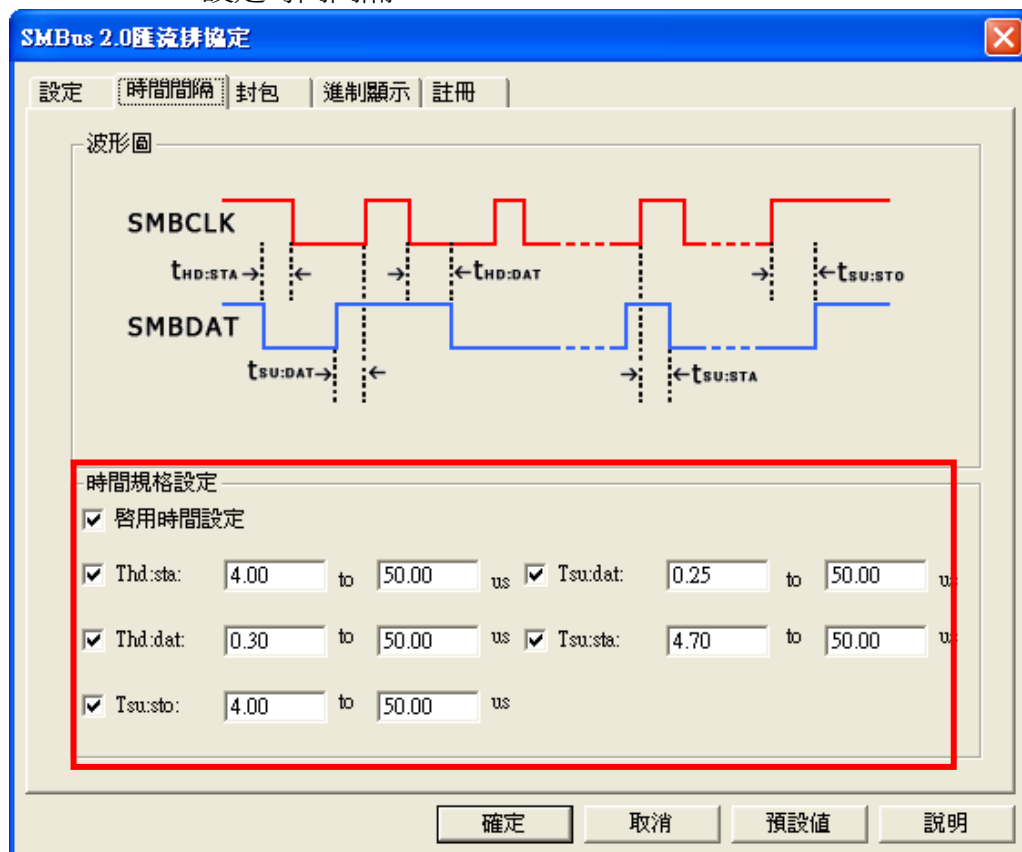 SMBus 2.0匯流排協定
設定 時間間隔 封包 進制顯示 註冊
波形圖
SMBCLK
tHD:STA tHD:DAT tSU:STO
SMBDAT
tSU:DAT tSU:STA
時間規格設定
啓用時間設定
Thd:sta: 4.00 to 50.00 us Tsu:dat: 0.25 to 50.00 us
Thd:dat: 0.30 to 50.00 us Tsu:sta: 4.70 to 50.00 us
Tsu:sto: 4.00 to 50.00 us
確定 取消 預設值 說明